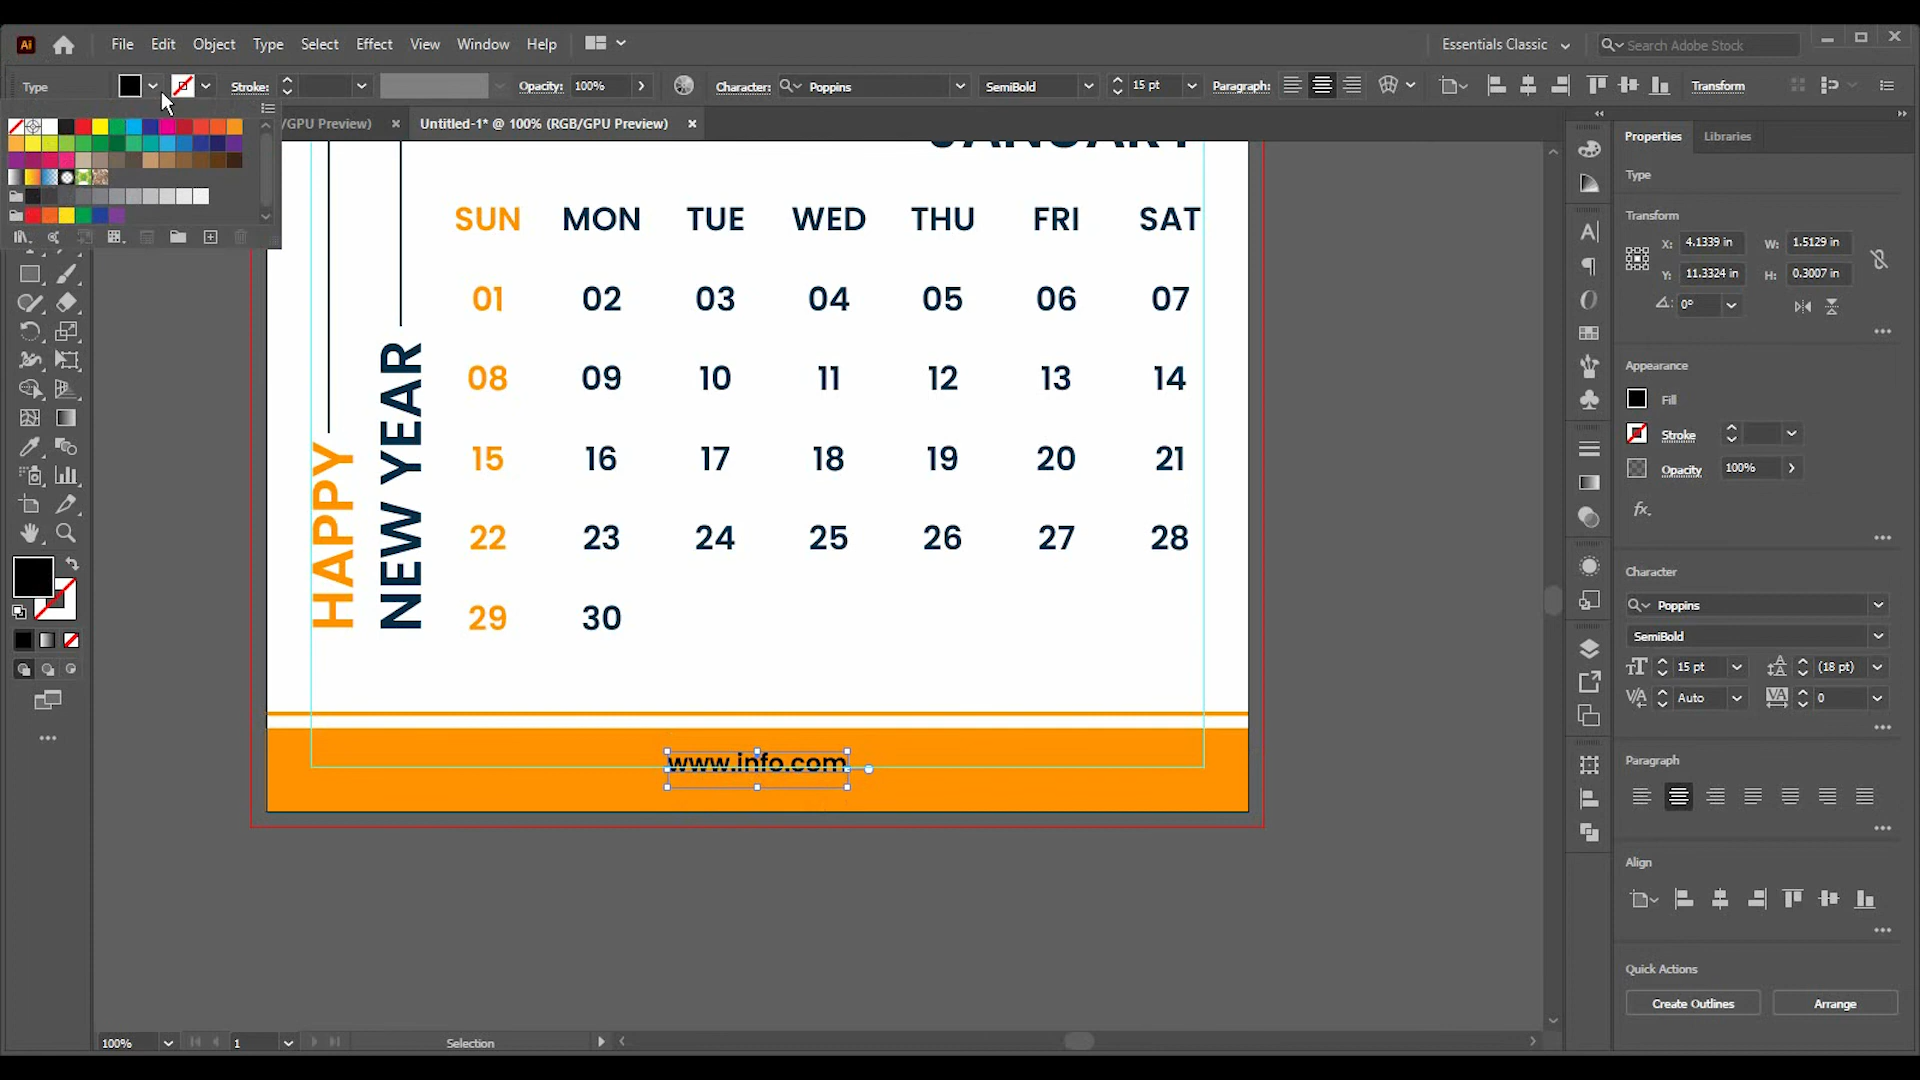 Ai File Edit Object Type Select Effect View Window Help Essentials Classic Search Adobe Stock
Type Stroke: Opacity: 100% Character: Poppins SemiBold 15 pt Paragraph: Transform
/GPU Preview) × Untitled-1* @ 100% (RGB/GPU Preview) ×
Properties Libraries
JANUARY
SUN MON TUE WED THU FRI SAT
01 02 03 04 05 06 07
08 09 10 11 12 13 14
15 16 17 18 19 20 21
22 23 24 25 26 27 28
29 30
HAPPY
NEW YEAR
www.info.com
Type
Transform
X: 4.1339 in W: 1.5129 in
Y: 11.3324 in H: 0.3007 in
0°
Appearance
Fill
Stroke
Opacity 100%
fx.
Character
Poppins
SemiBold
15 pt (18 pt)
Auto 0
Paragraph
Align
Quick Actions
Create Outlines Arrange
100% 1 Selection